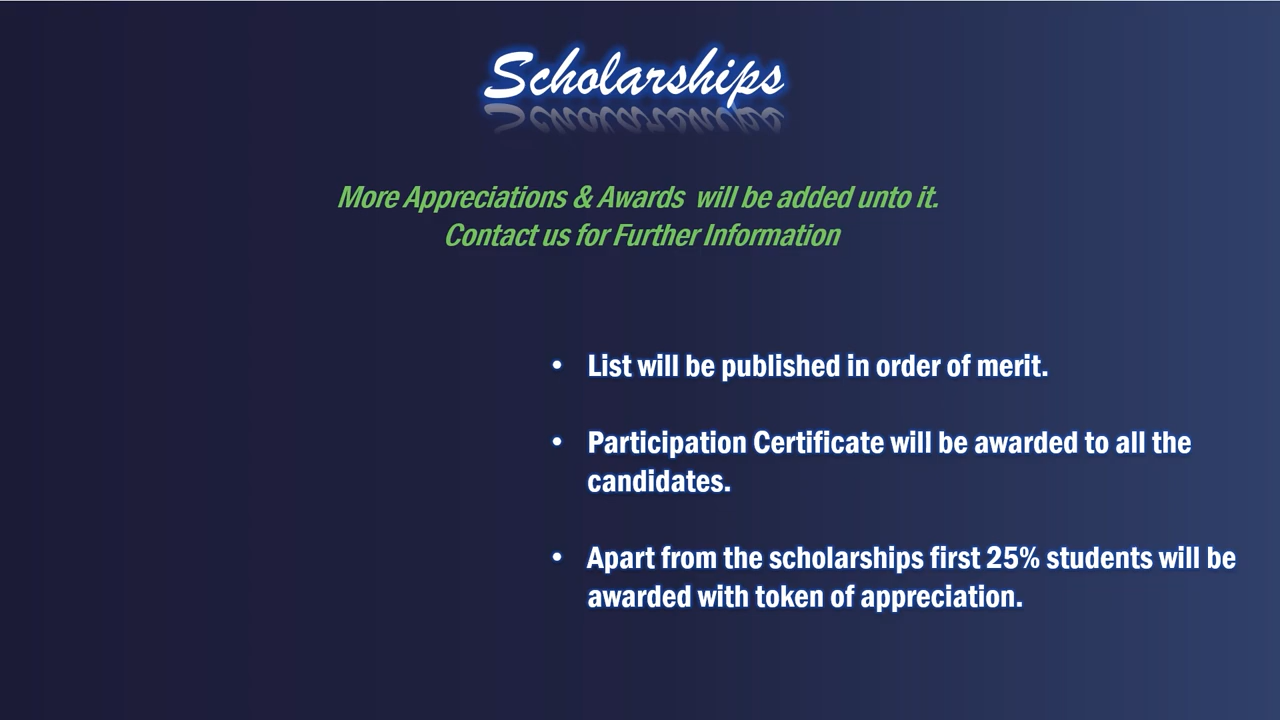 Scholarships
More Appreciations & Awards  will be added unto it.
Contact us for Further Information
• List will be published in order of merit.
• Participation Certificate will be awarded to all the
candidates.
• Apart from the scholarships first 25% students will be
awarded with token of appreciation.